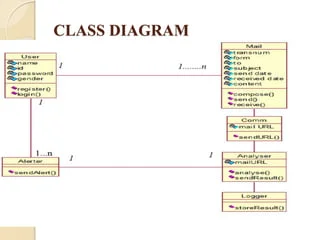 CLASS DIAGRAM
User
name
id
password
gender
register()
login()
1
1
1........n
Mail
transnum
form
to
subject
send date
received date
content
compose()
send()
receive()
Comm
mail URL
sendURL()
1...n
Alerter
sendAlert()
1
1
Analyser
mailURL
analyse()
sendResult()
Logger
storeResult()